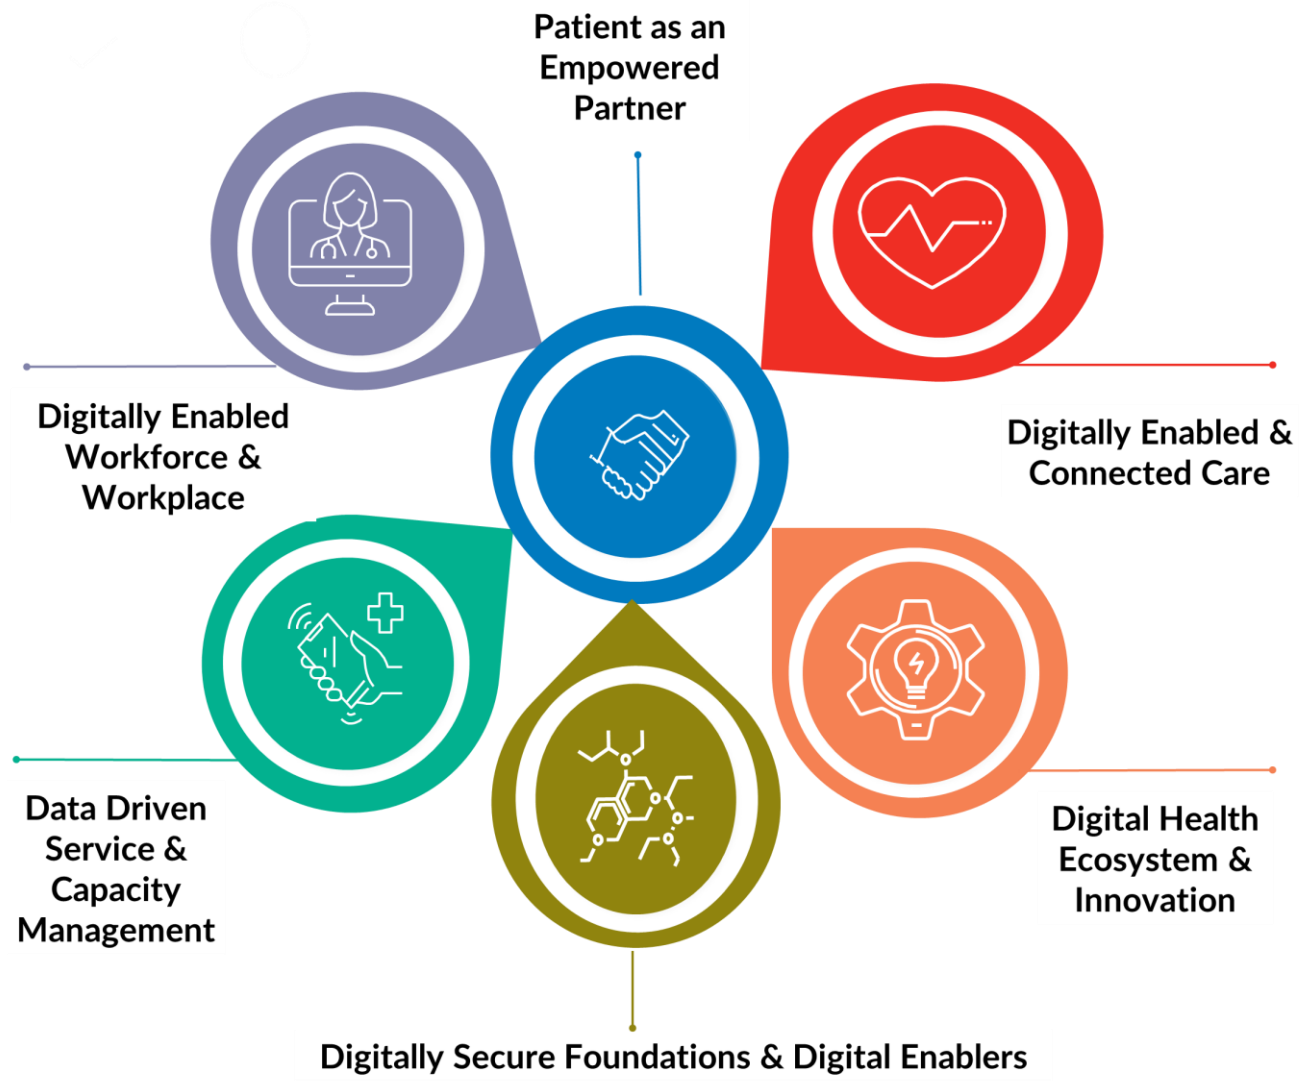 Patient as an
Empowered
Partner
Digitally Enabled
Workforce &
Workplace
Digitally Enabled &
Connected Care
Data Driven
Service &
Capacity
Management
Digital Health
Ecosystem &
Innovation
Digitally Secure Foundations & Digital Enablers